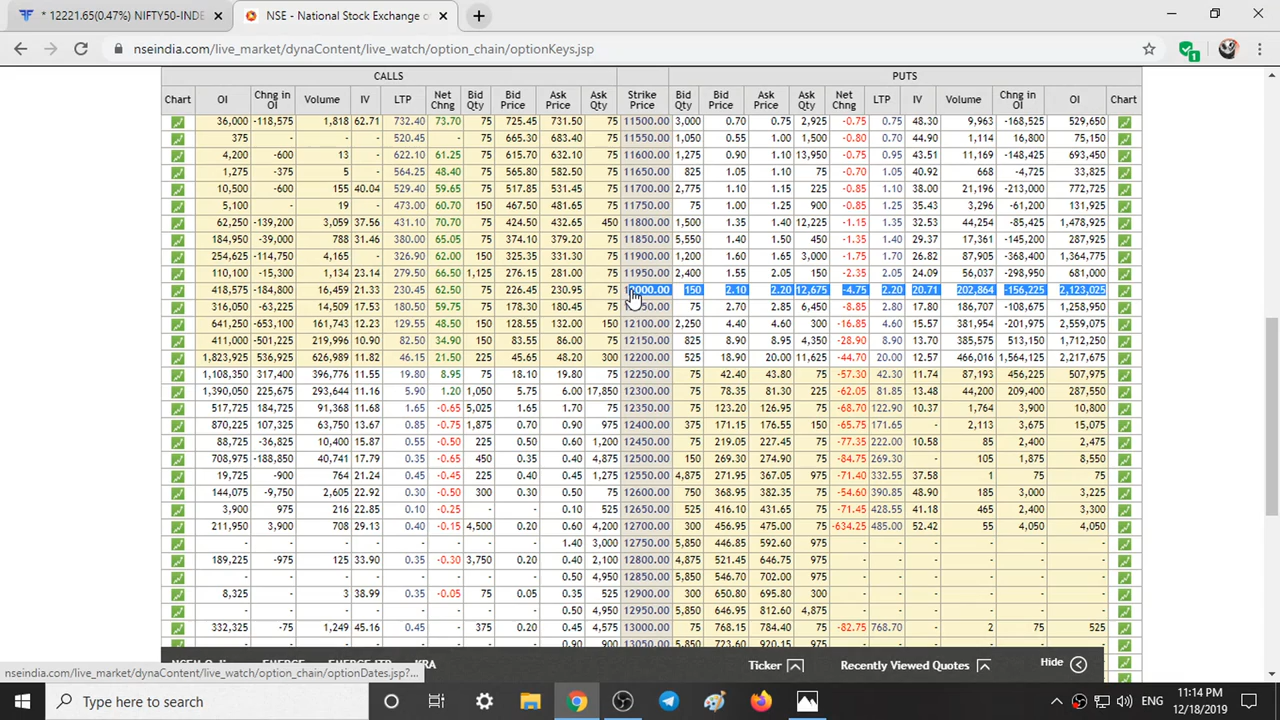 * 12221.65(0.47%) NIFTY50-INDE
NSE - National Stock Exchange o
nseindia.com/live_market/dynaContent/live_watch/option_chain/optionKeys.jsp
CALLS PUTS
Chart OI Chng in OI Volume IV LTP Net Chng Bid Qty Bid Price Ask Price Ask Qty Strike Price Bid Qty Bid Price Ask Price Ask Qty Net Chng LTP IV Volume Chng in OI OI Chart
36,000 -118,575 1,818 62.71 732.40 73.70 75 725.45 731.50 75 11500.00 3,000 0.70 0.75 2,925 -0.75 0.75 48.30 9,963 -168,525 529,650
375 - - - 520.45 - 75 665.30 683.40 75 11550.00 1,050 0.55 1.00 1,500 -0.80 0.70 44.90 1,114 16,800 75,150
4,200 -600 13 - 622.10 61.25 75 615.70 632.10 75 11600.00 1,275 0.90 1.10 13,950 -0.75 0.95 43.51 11,169 -148,425 693,450
1,275 -375 5 - 564.25 48.40 75 565.80 582.50 75 11650.00 825 1.05 1.10 75 -0.70 1.05 40.92 668 -4,725 33,825
10,500 -600 155 40.04 529.40 59.65 75 517.85 531.45 75 11700.00 2,775 1.10 1.15 225 -0.85 1.10 38.00 21,196 -213,000 772,725
5,100 - 19 - 473.00 60.70 150 467.50 481.65 75 11750.00 75 1.00 1.25 900 -0.85 1.25 35.43 3,296 -61,200 131,925
62,250 -139,200 3,059 37.56 431.10 70.70 75 424.50 432.65 450 11800.00 1,500 1.35 1.40 12,225 -1.15 1.35 32.53 44,254 -85,425 1,478,925
184,950 -39,000 788 31.46 380.00 65.05 75 374.10 379.20 75 11850.00 5,550 1.40 1.50 450 -1.35 1.40 29.37 17,361 -145,200 287,925
254,625 -114,750 4,165 - 326.90 62.00 150 325.35 331.30 75 11900.00 1,200 1.60 1.65 3,000 -1.75 1.70 26.82 87,905 -368,400 1,364,775
110,100 -15,300 1,134 23.14 279.50 66.50 1,125 276.15 281.00 75 11950.00 2,400 1.55 2.05 150 -2.35 2.05 24.09 56,037 -298,950 681,000
418,575 -184,800 16,459 21.33 230.45 62.50 75 226.45 230.95 75 12000.00 150 2.10 2.20 12,675 -4.75 2.20 20.71 202,864 -156,225 2,123,025
316,050 -63,225 14,509 17.53 180.50 59.75 75 178.30 180.45 75 12050.00 75 2.70 2.85 6,450 -8.85 2.80 17.80 186,707 -108,675 1,258,950
641,250 -653,100 161,743 12.23 129.55 48.50 150 128.55 132.00 150 12100.00 2,250 4.40 4.60 300 -16.85 4.60 15.57 381,954 -201,975 2,559,075
411,000 -501,225 219,996 10.90 82.50 34.90 150 83.55 86.00 75 12150.00 825 8.90 8.95 4,350 -28.90 8.90 13.70 385,575 513,150 1,712,250
1,823,925 536,925 626,989 11.82 46.15 21.50 225 45.65 48.20 300 12200.00 525 18.90 20.00 11,625 -44.70 20.00 12.57 466,016 1,564,125 2,217,675
1,108,350 317,400 396,776 11.55 19.80 8.95 75 18.10 19.80 75 12250.00 75 42.40 43.80 75 -57.30 42.30 11.74 87,193 456,225 507,975
1,390,050 225,675 293,644 11.16 5.90 1.20 1,050 5.75 6.00 17,850 12300.00 75 78.35 81.30 225 -62.05 81.85 13.48 44,200 209,400 287,550
517,725 184,725 91,368 11.68 1.65 -0.65 5,025 1.65 1.70 75 12350.00 75 123.20 126.95 75 -68.70 122.90 10.37 1,764 3,900 10,800
870,225 107,325 63,750 13.67 0.85 -0.75 1,875 0.70 0.90 975 12400.00 375 171.15 176.55 150 -65.75 171.65 - 2,113 3,675 15,075
88,725 -36,825 10,400 15.87 0.55 -0.50 225 0.50 0.60 1,200 12450.00 75 219.05 227.45 75 -77.35 222.00 10.58 85 2,400 2,475
708,975 -188,850 40,741 17.79 0.35 -0.65 500 0.35 0.40 4,875 12500.00 150 269.30 274.90 75 -84.75 269.30 - 105 1,875 8,550
19,725 -900 764 21.24 0.45 -0.45 225 0.40 0.45 1,275 12550.00 4,875 271.95 367.05 975 -71.40 332.55 37.58 1 75 75
144,075 -9,750 2,605 22.92 0.30 -0.50 300 0.30 0.50 75 12600.00 750 368.95 382.35 75 -54.60 390.85 48.90 185 3,000 3,225
3,900 975 216 22.85 0.10 -0.25 - - 0.10 525 12650.00 525 416.10 431.65 75 -71.45 428.55 41.18 465 2,400 3,300
211,950 3,900 708 29.13 0.40 -0.15 4,500 0.20 0.60 4,200 12700.00 300 456.95 475.00 75 -634.25 485.00 52.42 55 4,050 4,050
- - - - - - - - 1.40 3,000 12750.00 5,850 446.85 592.60 975 - - - - - -
189,225 -975 125 33.90 0.35 -0.30 3,750 0.20 0.40 2,100 12800.00 4,875 521.45 646.75 975 - - - - - -
- - - - - - - - 0.50 4,950 12850.00 5,850 546.70 702.00 975 - - - - - -
8,325 - 3 38.99 0.35 -0.05 75 0.05 0.35 525 12900.00 300 650.80 695.80 300 - - - - - -
- - - - - - - - 0.50 4,950 12950.00 5,850 646.95 812.60 4,875 - - - - - -
332,325 -75 1,249 45.16 0.45 - 375 0.20 0.45 4,575 13000.00 75 768.15 784.40 75 -82.75 768.70 - 2 75 525
- - - - - - - - 0.90 900 13050.00 5,850 723.60 920.15 975 - - - - - -
Ticker Recently Viewed Quotes Hide
nseindia.com/live_market/dynaContent/live_watch/option_chain/optionDates.jsp?...
Type here to search
ENG
11:14 PM
12/18/2019